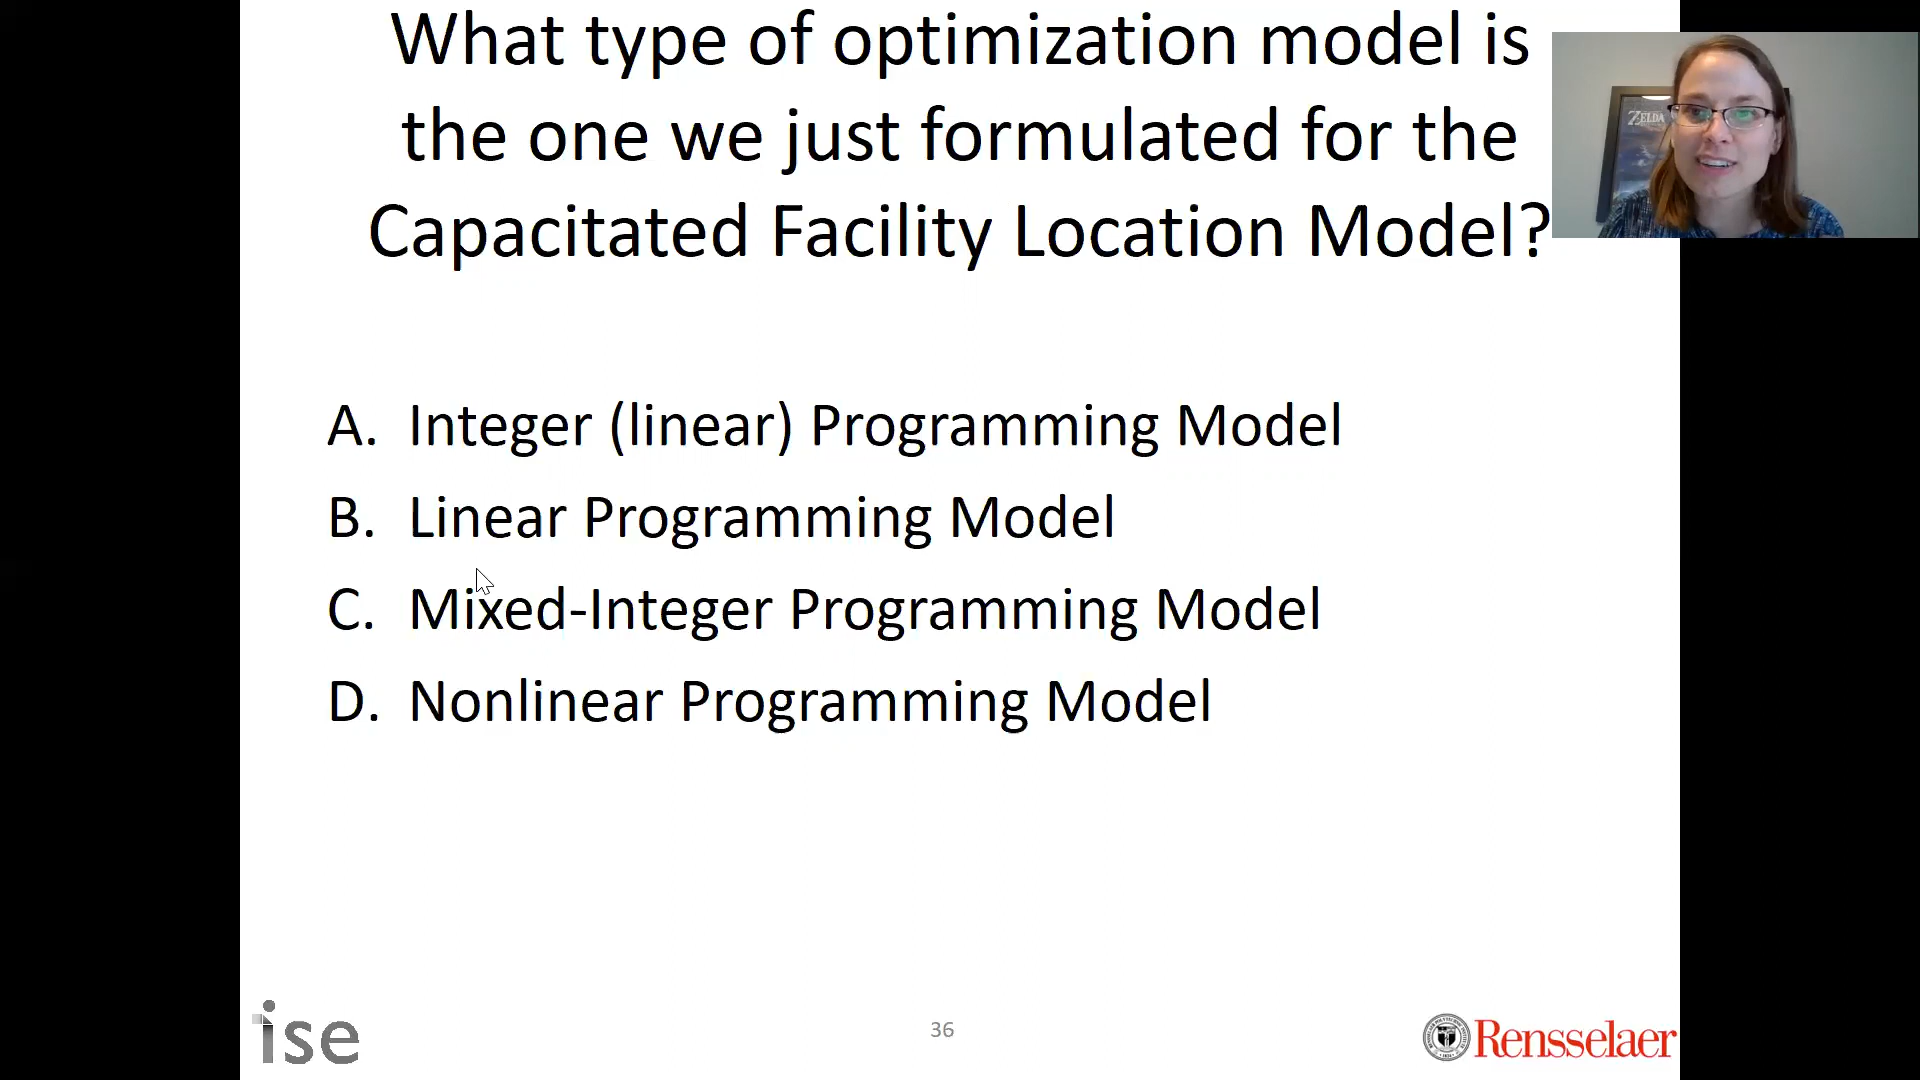 What type of optimization model is
the one we just formulated for the
Capacitated Facility Location Model?
ZELDA
A. Integer (linear) Programming Model
B. Linear Programming Model
C. Mixed-Integer Programming Model
D. Nonlinear Programming Model
ise
36
Rensselaer